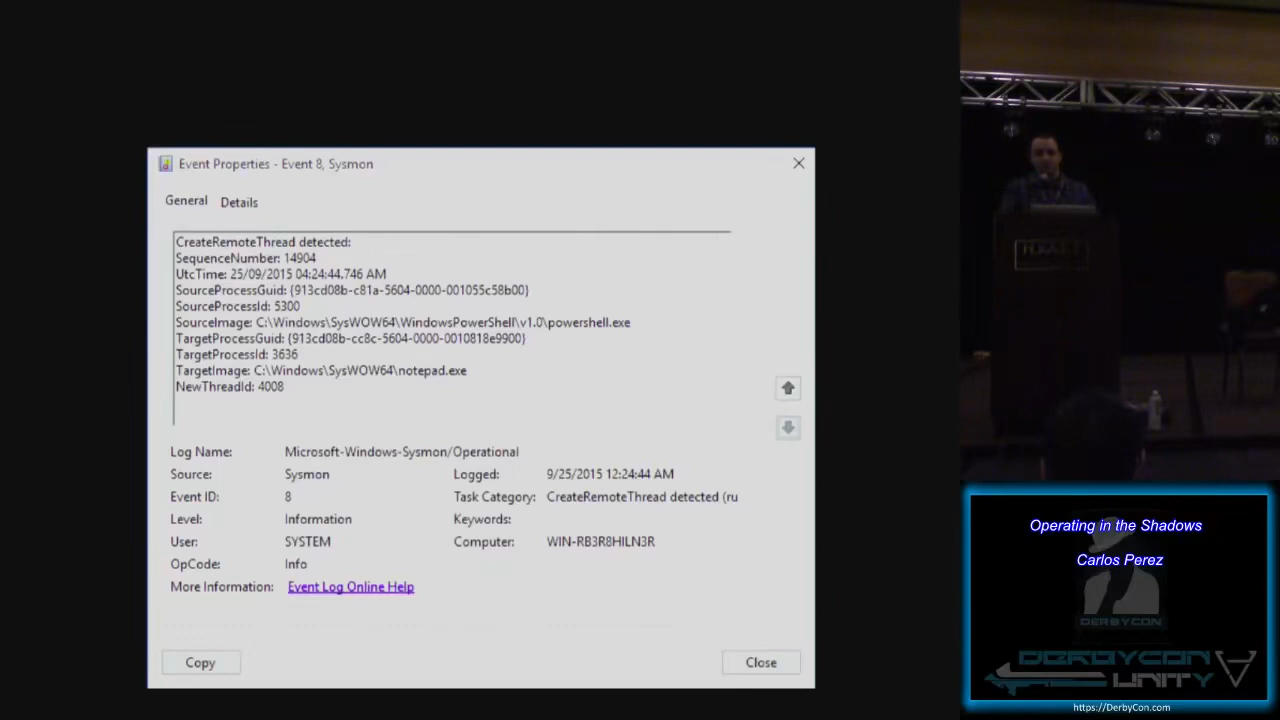 Event Properties - Event 8, Sysmon
General Details
CreateRemoteThread detected:
SequenceNumber: 14904
UtcTime: 25/09/2015 04:24:44.746 AM
SourceProcessGuid: {913cd08b-c81a-5604-0000-001055c58b00}
SourceProcessId: 5300
SourceImage: C:\Windows\SysWOW64\WindowsPowerShell\v1.0\powershell.exe
TargetProcessGuid: {913cd08b-cc8c-5604-0000-0010818e9900}
TargetProcessId: 3636
TargetImage: C:\Windows\SysWOW64\notepad.exe
NewThreadId: 4008
Log Name: Microsoft-Windows-Sysmon/Operational
Source: Sysmon Logged: 9/25/2015 12:24:44 AM
Event ID: 8 Task Category: CreateRemoteThread detected (ru
Level: Information Keywords:
User: SYSTEM Computer: WIN-RB3R8HILN3R
OpCode: Info
More Information: Event Log Online Help
Copy Close
Operating in the Shadows
Carlos Perez
DERBYCON
DERBYCON
UNITY
https://DerbyCon.com